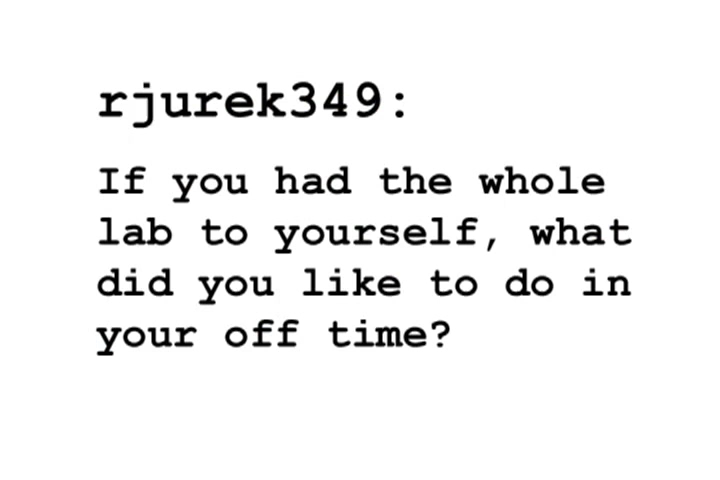 rjurek349:
If you had the whole
lab to yourself, what
did you like to do in
your off time?